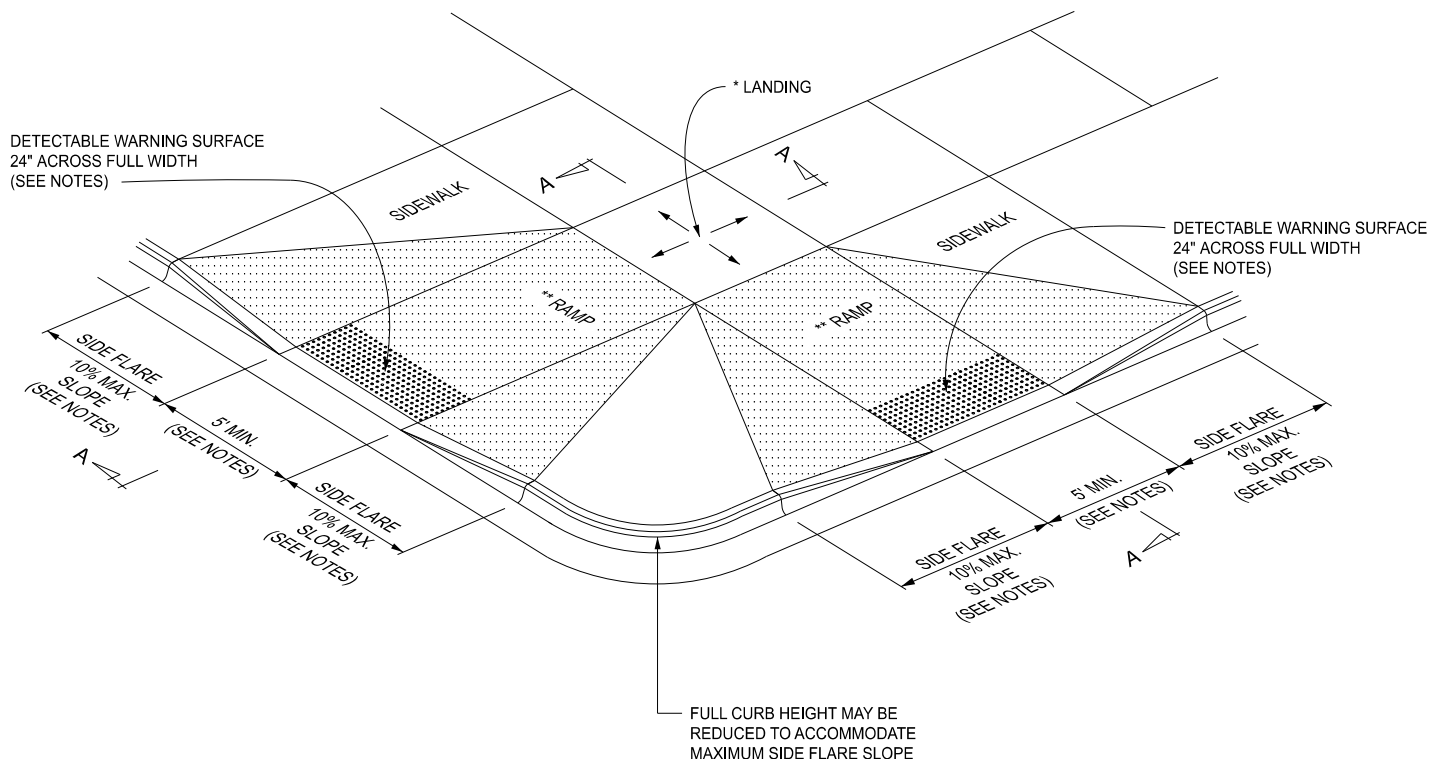 * LANDING
DETECTABLE WARNING SURFACE
24" ACROSS FULL WIDTH
(SEE NOTES)
A
A
SIDEWALK
SIDEWALK
DETECTABLE WARNING SURFACE
24" ACROSS FULL WIDTH
(SEE NOTES)
** RAMP
** RAMP
SIDE FLARE
10% MAX.
SLOPE
(SEE NOTES)
5' MIN.
(SEE NOTES)
A
SIDE FLARE
10% MAX.
SLOPE
(SEE NOTES)
SIDE FLARE
10% MAX.
SLOPE
(SEE NOTES)
5' MIN.
(SEE NOTES)
A
SIDE FLARE
10% MAX.
SLOPE
(SEE NOTES)
FULL CURB HEIGHT MAY BE
REDUCED TO ACCOMMODATE
MAXIMUM SIDE FLARE SLOPE